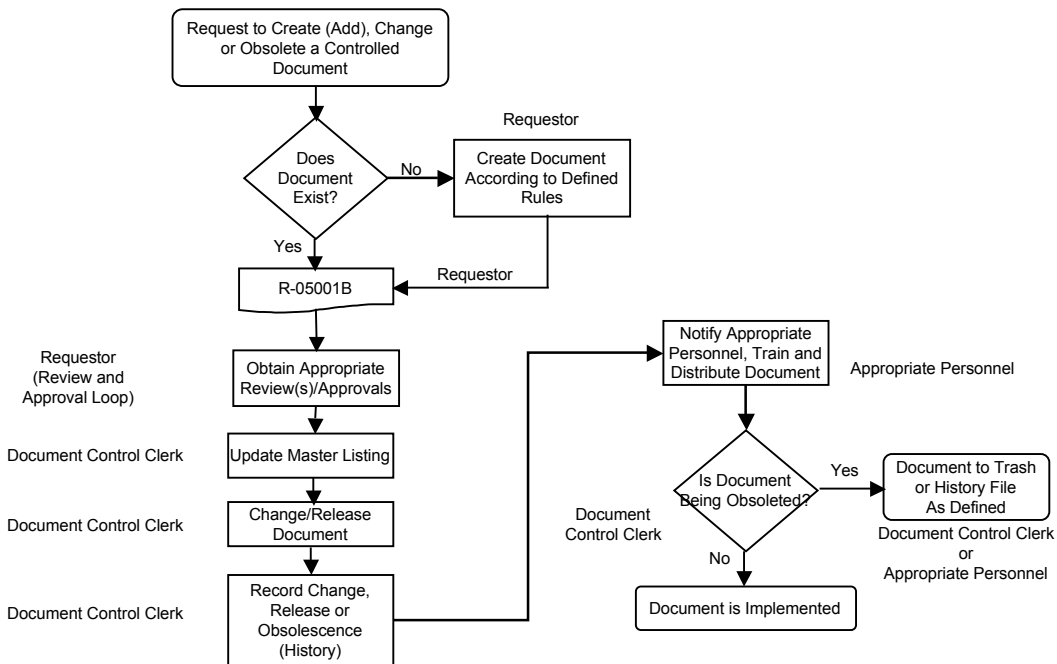 Request to Create (Add), Change
or Obsolete a Controlled
Document
Requestor
Does
Document
Exist?
No
Create Document
According to Defined
Rules
Yes
Requestor
R-05001B
Requestor
(Review and
Approval Loop)
Obtain Appropriate
Review(s)/Approvals
Document Control Clerk
Update Master Listing
Document Control Clerk
Change/Release
Document
Document Control Clerk
Record Change,
Release or
Obsolescence
(History)
Notify Appropriate
Personnel, Train and
Distribute Document
Appropriate Personnel
Is Document
Being Obsoleted?
Document
Control Clerk
Yes
Document to Trash
or History File
As Defined
Document Control Clerk
or
Appropriate Personnel
No
Document is Implemented